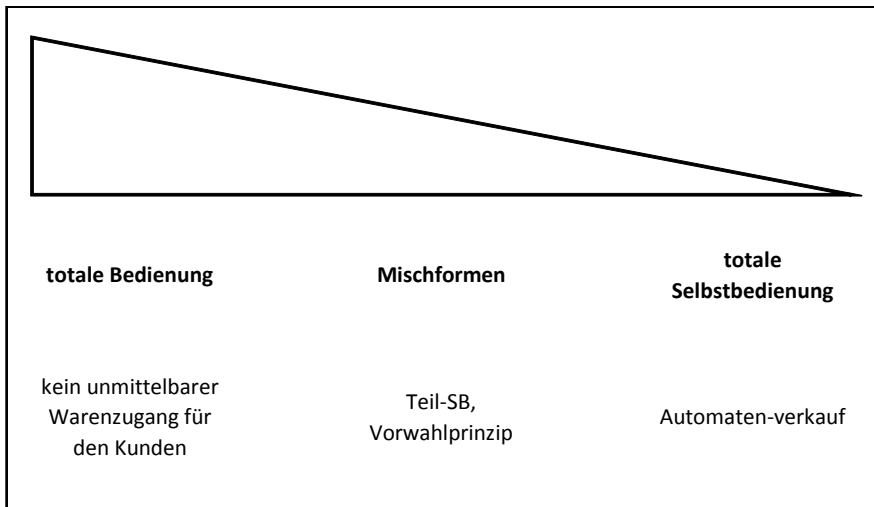 totale Bedienung
Mischformen
totale
Selbstbedienung
kein unmittelbarer
Warenzugang für
den Kunden
Teil-SB,
Vorwahlprinzip
Automaten-verkauf